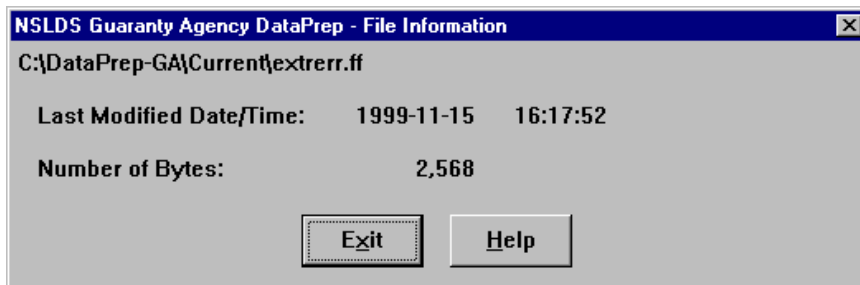 NSLDS Guaranty Agency DataPrep - File Information
C:\DataPrep-GA\Current\extrerr.ff
Last Modified Date/Time: 1999-11-15 16:17:52
Number of Bytes: 2,568
Exit Help